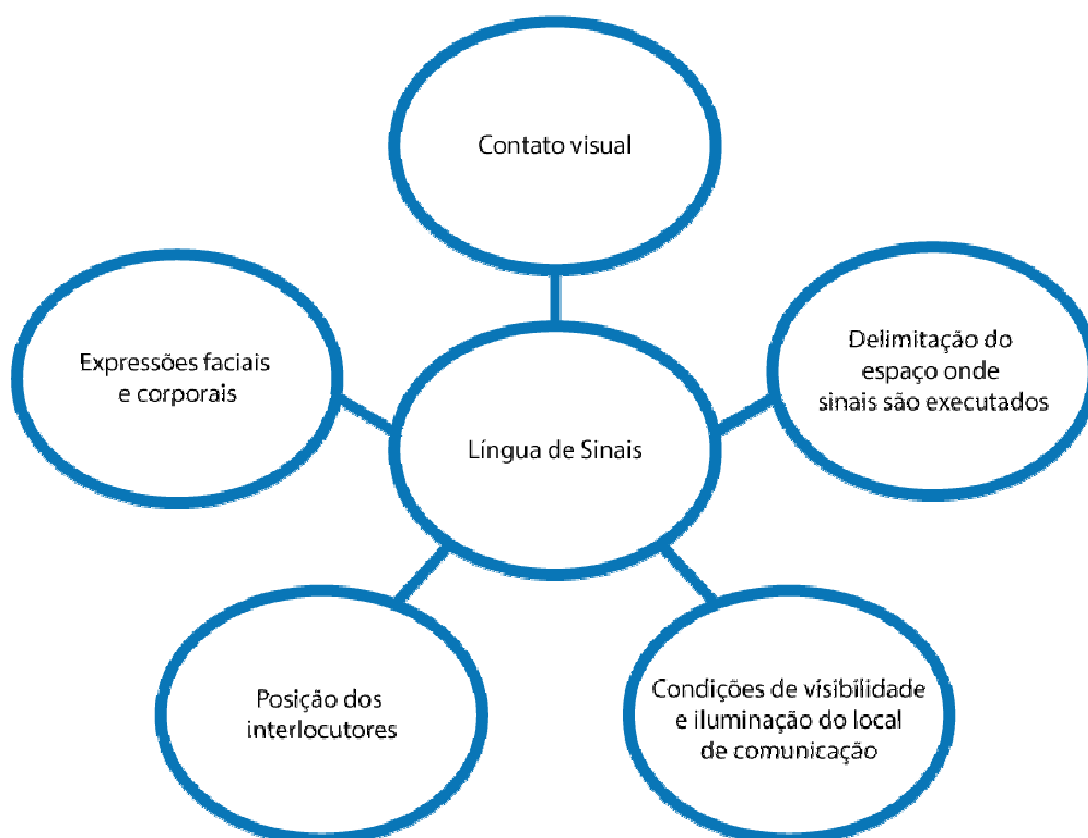 Contato visual
Expressões faciais
e corporais
Delimitação do
espaço onde
sinais são executados
Língua de Sinais
Posição dos
interlocutores
Condições de visibilidade
e iluminação do local
de comunicação